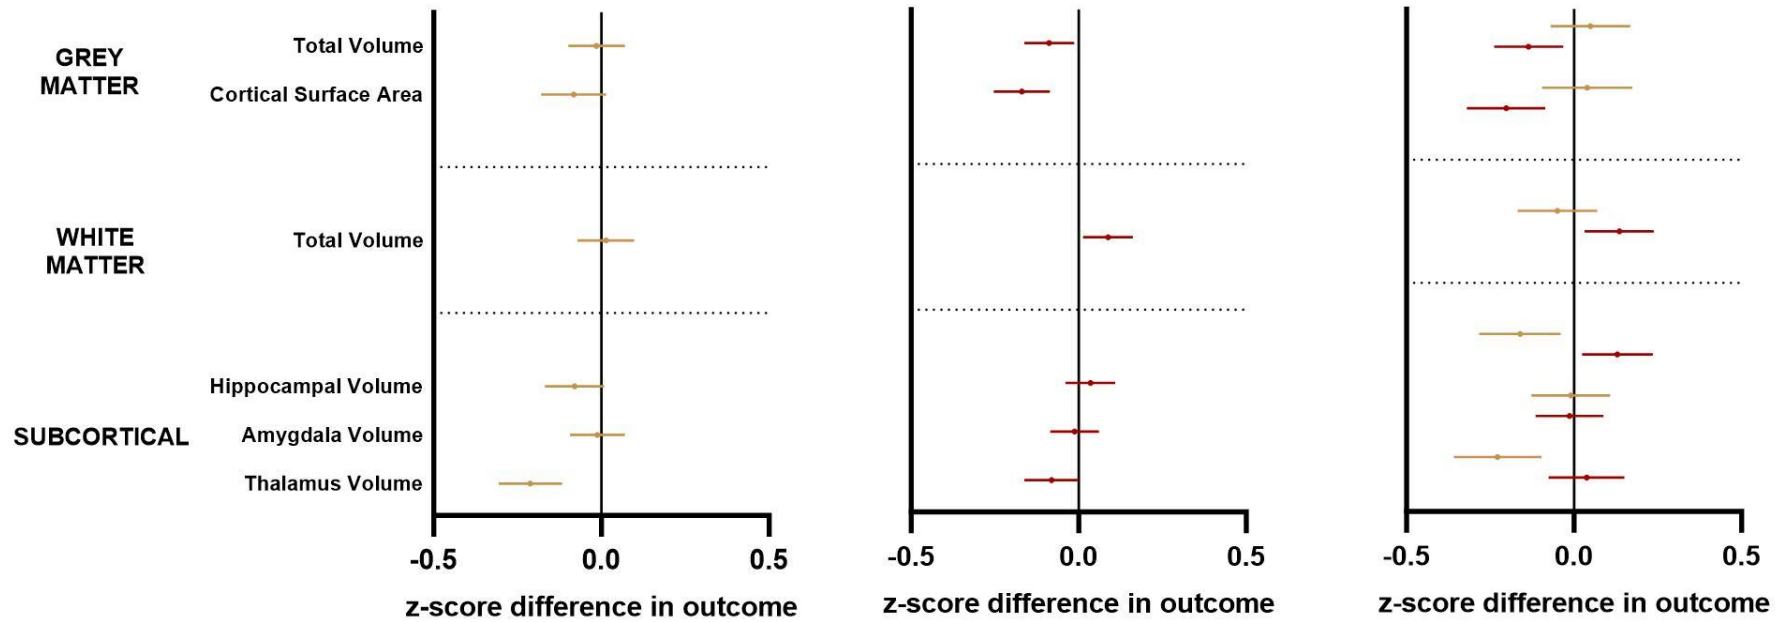 GREY
MATTER
Total Volume
Cortical Surface Area
WHITE
MATTER
Total Volume
SUBCORTICAL
Hippocampal Volume
Amygdala Volume
Thalamus Volume
-0.5 0.0 0.5
z-score difference in outcome
-0.5 0.0 0.5
z-score difference in outcome
-0.5 0.0 0.5
z-score difference in outcome